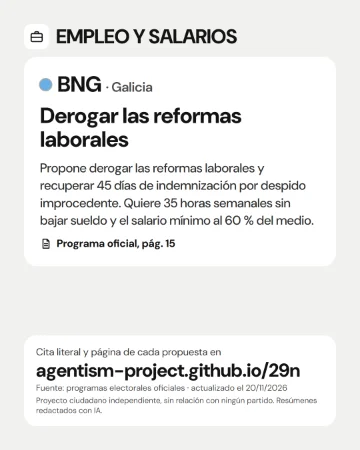 EMPLEO Y SALARIOS
BNG · Galicia
Derogar las reformas
laborales
Propone derogar las reformas laborales y
recuperar 45 días de indemnización por despido
improcedente. Quiere 35 horas semanales sin
bajar sueldo y el salario mínimo al 60 % del medio.
Programa oficial, pág. 15
Cita literal y página de cada propuesta en
agentism-project.github.io/29n
Fuente: programas electorales oficiales · actualizado el 20/11/2026
Proyecto ciudadano independiente, sin relación con ningún partido. Resúmenes
redactados con IA.